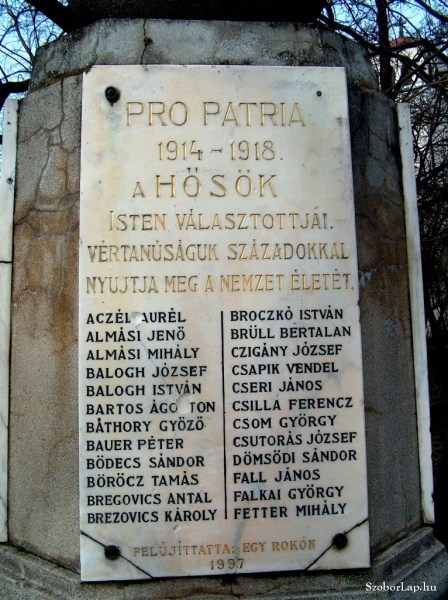 PRO PATRIA
1914-1918.
A HŐSÖK
ISTEN VÁLASZTOTTJAI.
VÉRTANÚSÁGUK SZÁZADOKKAL
NYUJTJA MEG A NEMZET ÉLETÉT.
ACZÉL AURÉL
ALMÁSI JENŐ
ALMÁSI MIHÁLY
BALOGH JÓZSEF
BALOGH ISTVÁN
BARTOS ÁGOSTON
BÁTHORY GYŐZŐ
BAUER PÉTER
BÖDECS SÁNDOR
BÖRÖCZ TAMÁS
BREGOVICS ANTAL
BREZOVICS KÁROLY
BROCZKÓ ISTVÁN
BRÜLL BERTALAN
CZIGÁNY JÓZSEF
CSAPIK VENDEL
CSERI JÁNOS
CSILLA FERENCZ
CSOM GYÖRGY
CSUTORÁS JÓZSEF
DÖMSÖDI SÁNDOR
FALL JÁNOS
FALKAI GYÖRGY
FETTER MIHÁLY
FELÚJÍTTATTA: EGY ROKON
1997
SzoborLap.hu